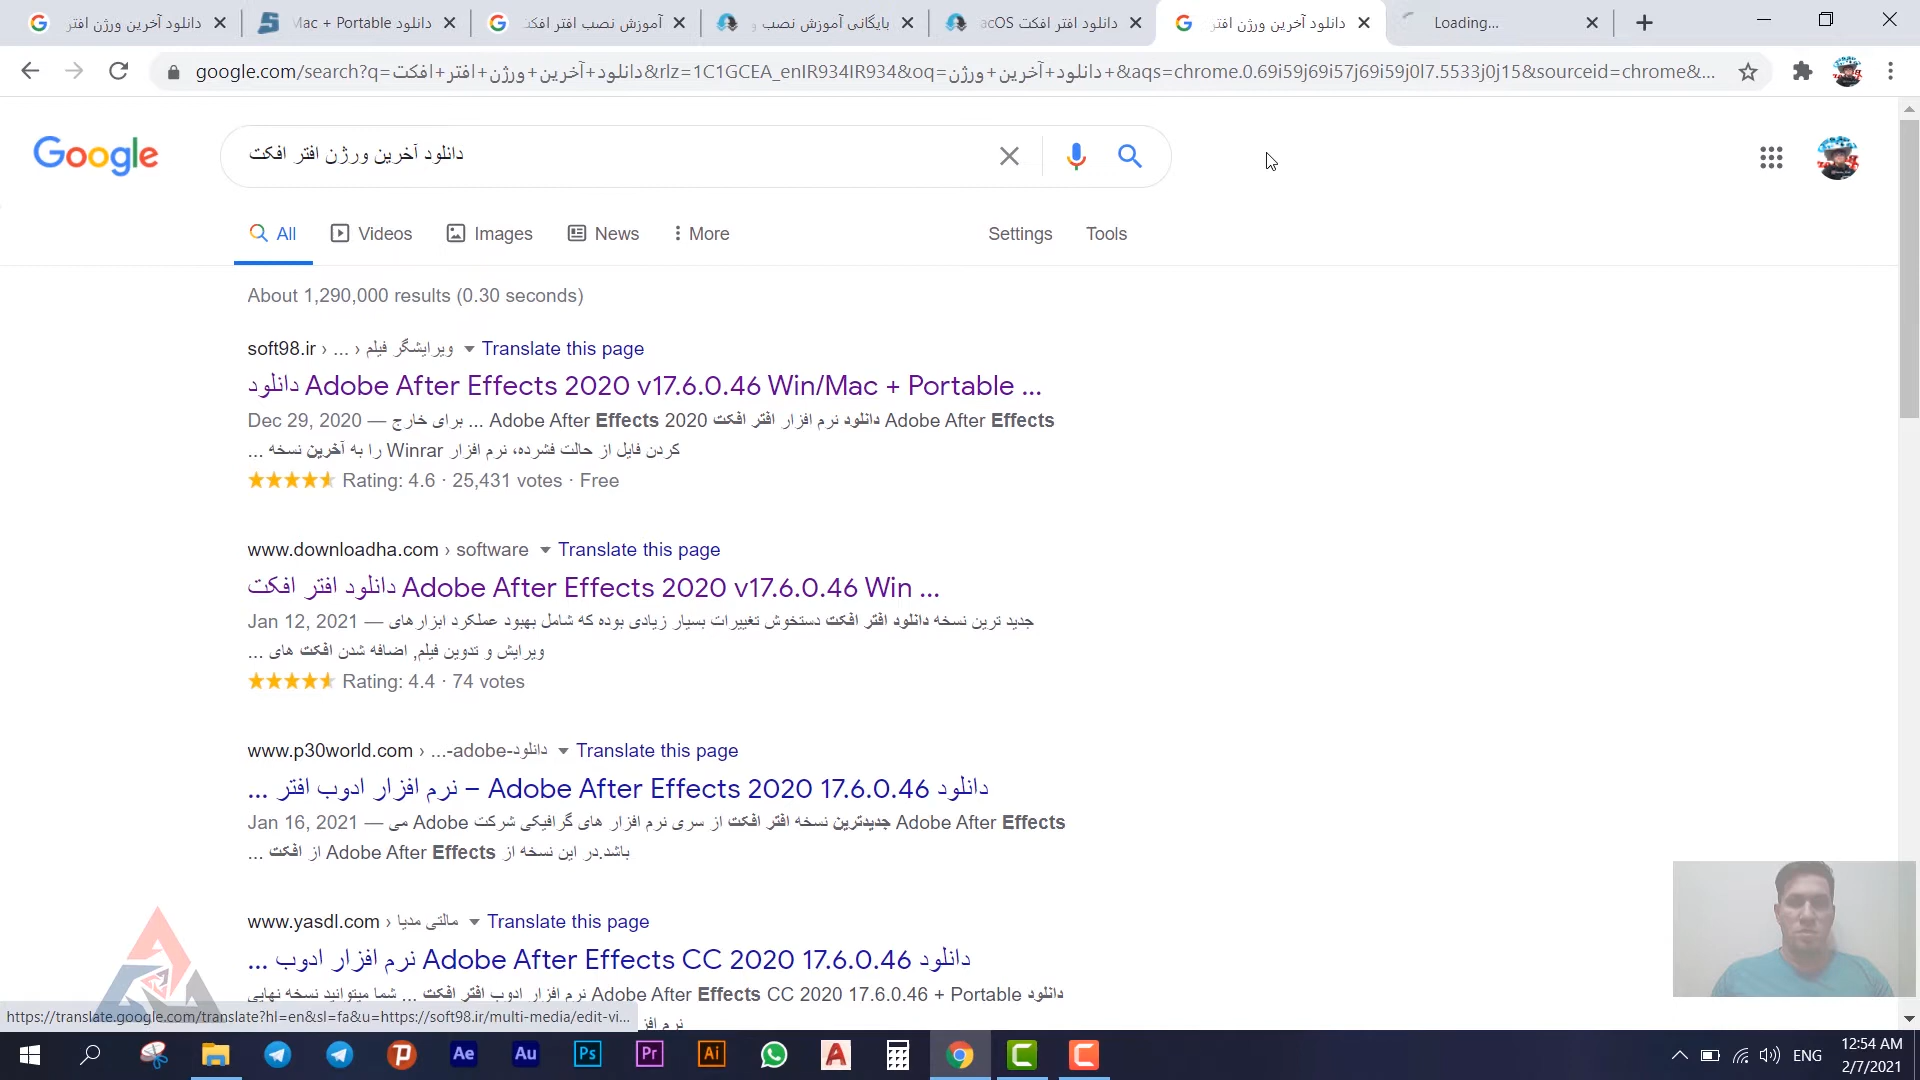 دانلود آخرین ورژن افتر
دانلود Mac + Portable
آموزش نصب افتر افکت
بایگانی آموزش نصب و
دانلود افتر افکت acOS
دانلود آخرین ورژن افتر
Loading...
google.com/search?q=دانلود+آخرین+ورژن+افتر+افکت&rlz=1C1GCEA_enIR934IR934&oq=دانلود+آخرین+ورژن+&aqs=chrome.0.69i59j69i57j69i59j0l7.5533j0j15&sourceid=chrome&...
Google
دانلود آخرین ورژن افتر افکت
All
Videos
Images
News
More
Settings
Tools
About 1,290,000 results (0.30 seconds)
soft98.ir › ... › ویرایشگر فیلم
Translate this page
دانلود Adobe After Effects 2020 v17.6.0.46 Win/Mac + Portable ...
Dec 29, 2020 — برای خارج ... Adobe After Effects 2020 دانلود نرم افزار افتر افکت Adobe After Effects
کردن فایل از حالت فشرده، نرم افزار Winrar را به آخرین نسخه ...
Rating: 4.6 · 25,431 votes · Free
www.downloadha.com › software
Translate this page
دانلود افتر افکت Adobe After Effects 2020 v17.6.0.46 Win ...
Jan 12, 2021 — جدید ترین نسخه دانلود افتر افکت دستخوش تغییرات بسیار زیادی بوده که شامل بهبود عملکرد ابزارهای
ویرایش و تدوین فیلم, اضافه شدن افکت های ...
Rating: 4.4 · 74 votes
www.p30world.com › ...-adobe-دانلود
Translate this page
دانلود Adobe After Effects 2020 17.6.0.46 – نرم افزار ادوب افتر ...
Jan 16, 2021 — Adobe After Effects جدیدترین نسخه افتر افکت از سری نرم افزار های گرافیکی شرکت Adobe می
باشد.در این نسخه از Adobe After Effects از افکت ...
www.yasdl.com › مالتی مدیا
Translate this page
دانلود Adobe After Effects CC 2020 17.6.0.46 نرم افزار ادوب ...
دانلود Adobe After Effects CC 2020 17.6.0.46 + Portable نرم افزار ادوب افتر افکت ... شما میتوانید نسخه نهایی
نرم افز
https://translate.google.com/translate?hl=en&sl=fa&u=https://soft98.ir/multi-media/edit-vi...
Ae
Au
Ps
Pr
Ai
ENG
12:54 AM
2/7/2021